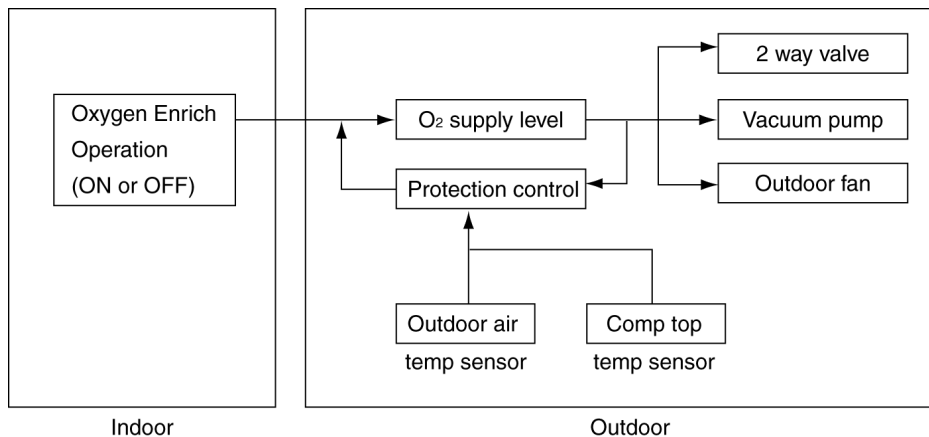 Oxygen Enrich
Operation
(ON or OFF)
O₂ supply level
Protection control
2 way valve
Vacuum pump
Outdoor fan
Outdoor air
temp sensor
Comp top
temp sensor
Indoor
Outdoor